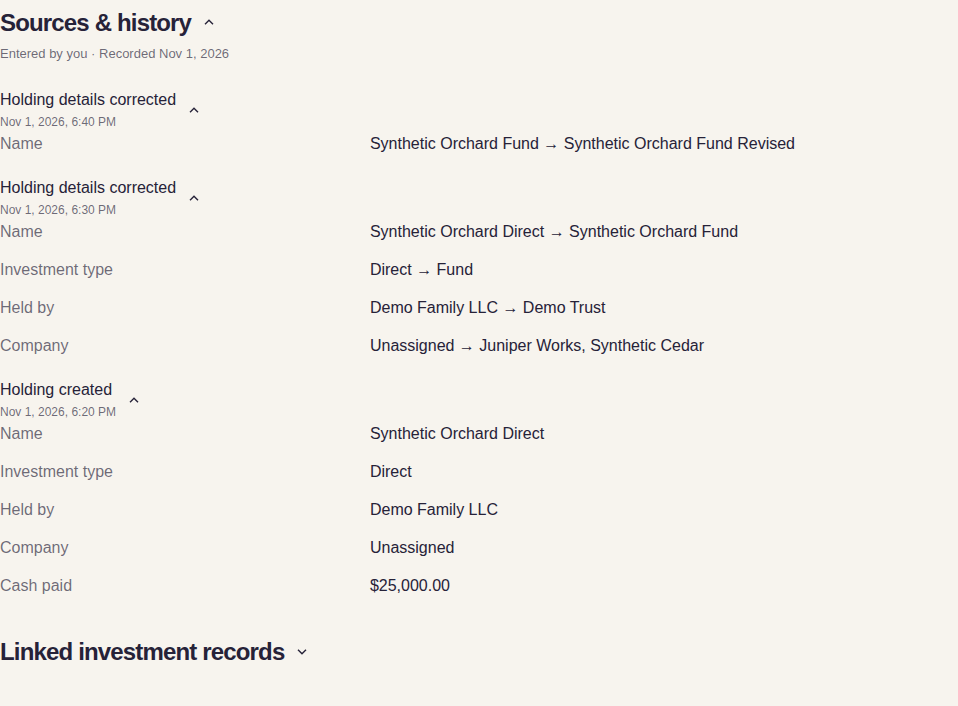 Sources & history
Entered by you · Recorded Nov 1, 2026
Holding details corrected
Nov 1, 2026, 6:40 PM
Name Synthetic Orchard Fund → Synthetic Orchard Fund Revised
Holding details corrected
Nov 1, 2026, 6:30 PM
Name Synthetic Orchard Direct → Synthetic Orchard Fund
Investment type Direct → Fund
Held by Demo Family LLC → Demo Trust
Company Unassigned → Juniper Works, Synthetic Cedar
Holding created
Nov 1, 2026, 6:20 PM
Name Synthetic Orchard Direct
Investment type Direct
Held by Demo Family LLC
Company Unassigned
Cash paid $25,000.00
Linked investment records